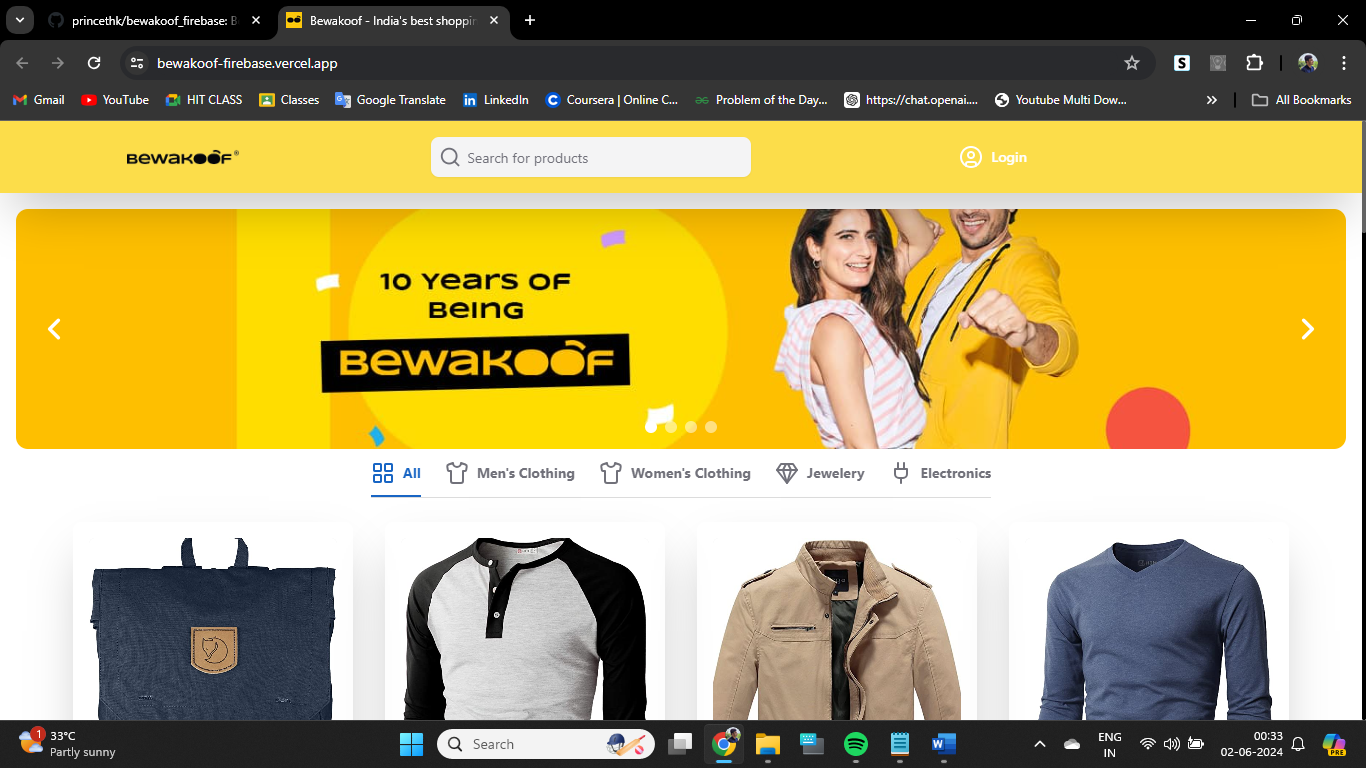 princethk/bewakoof_firebase: B
Bewakoof - India's best shoppin
bewakoof-firebase.vercel.app
S
Gmail
YouTube
HIT CLASS
Classes
Google Translate
LinkedIn
Coursera | Online C...
Problem of the Day...
https://chat.openai....
Youtube Multi Dow...
All Bookmarks
BEWAKOOF®
Search for products
Login
10 Years OF
Being
BEWAKOOF
All
Men's Clothing
Women's Clothing
Jewelery
Electronics
1
33°C
Partly sunny
Search
ENG
IN
00:33
02-06-2024
PRE